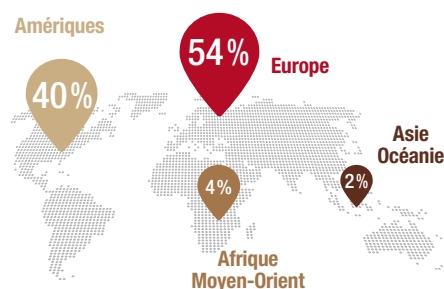 Amériques
40 %
54 %
Europe
Asie
Océanie
2 %
4 %
Afrique
Moyen-Orient